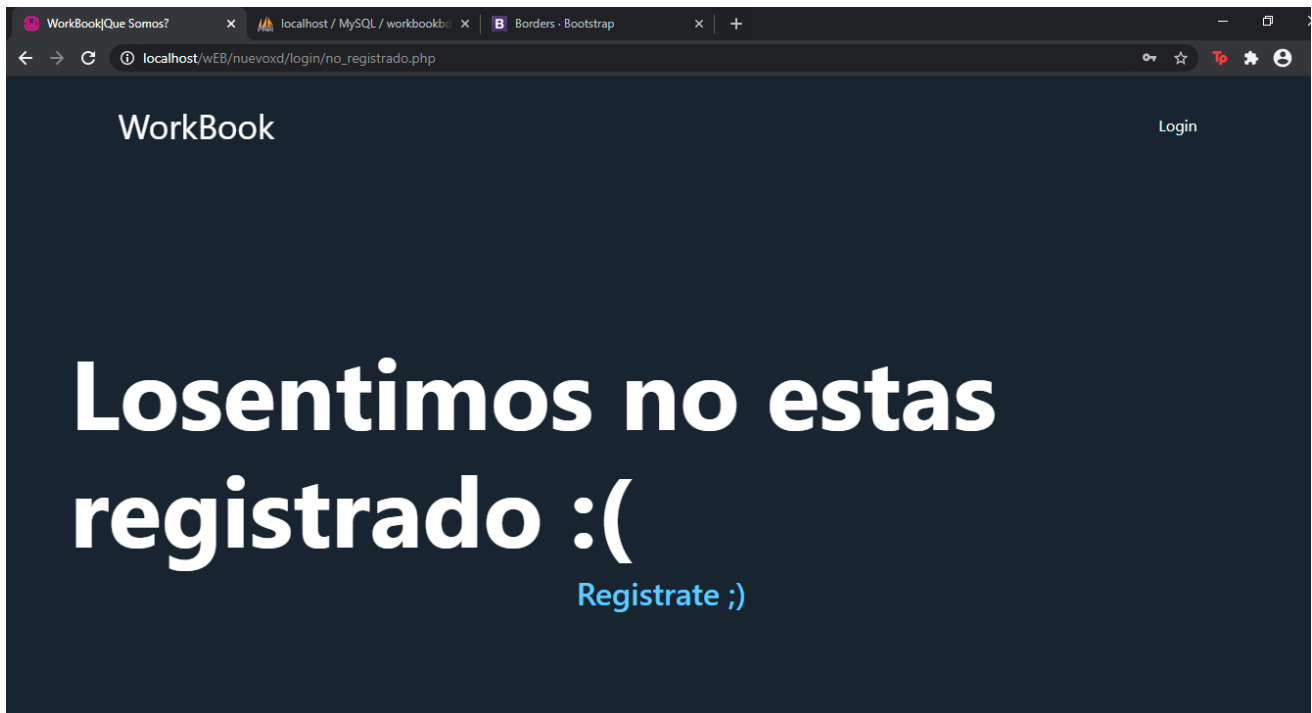 WorkBook|Que Somos?
localhost / MySQL / workbookbd
Borders · Bootstrap
localhost/wEB/nuevoxd/login/no_registrado.php
Tp
WorkBook
Login
Losentimos no estas
registrado :(
Registrate ;)